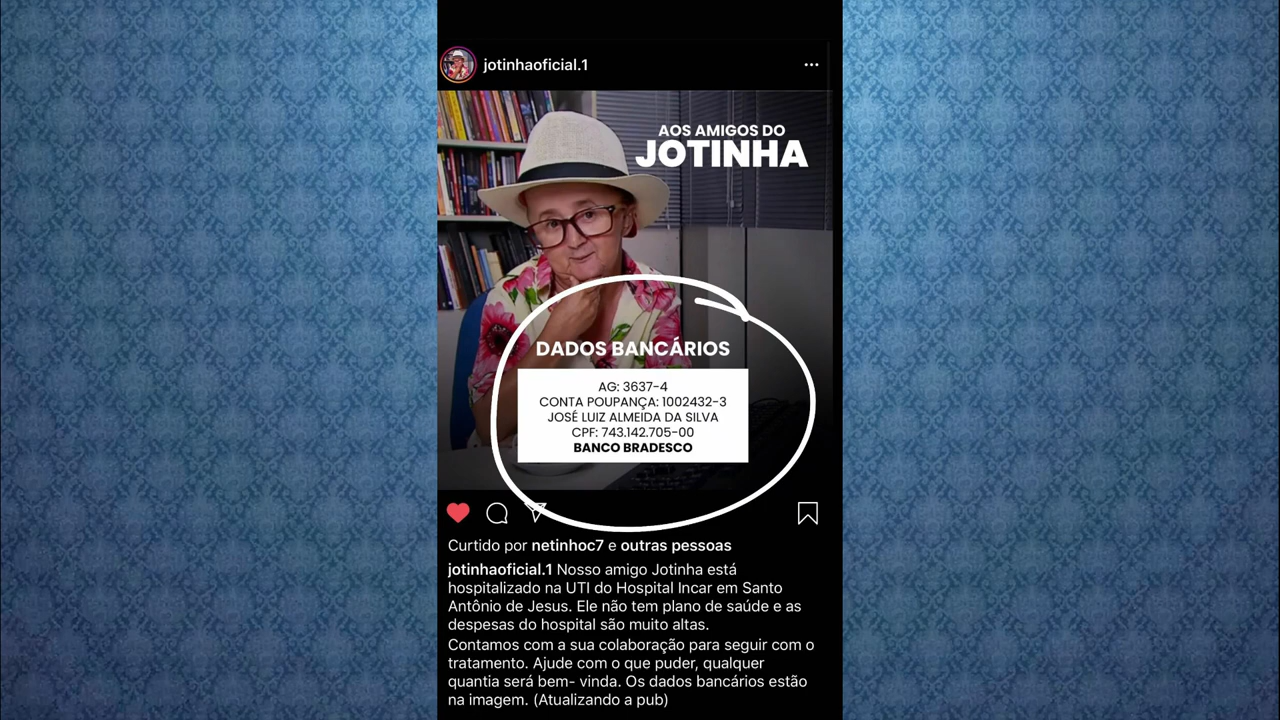 jotinhaoficial.1
AOS AMIGOS DO
JOTINHA
DADOS BANCÁRIOS
AG: 3637-4
CONTA POUPANÇA: 1002432-3
JOSÉ LUIZ ALMEIDA DA SILVA
CPF: 743.142.705-00
BANCO BRADESCO
Curtido por netinhoc7 e outras pessoas
jotinhaoficial.1 Nosso amigo Jotinha está
hospitalizado na UTI do Hospital Incar em Santo
Antônio de Jesus. Ele não tem plano de saúde e as
despesas do hospital são muito altas.
Contamos com a sua colaboração para seguir com o
tratamento. Ajude com o que puder, qualquer
quantia será bem- vinda. Os dados bancários estão
na imagem. (Atualizando a pub)